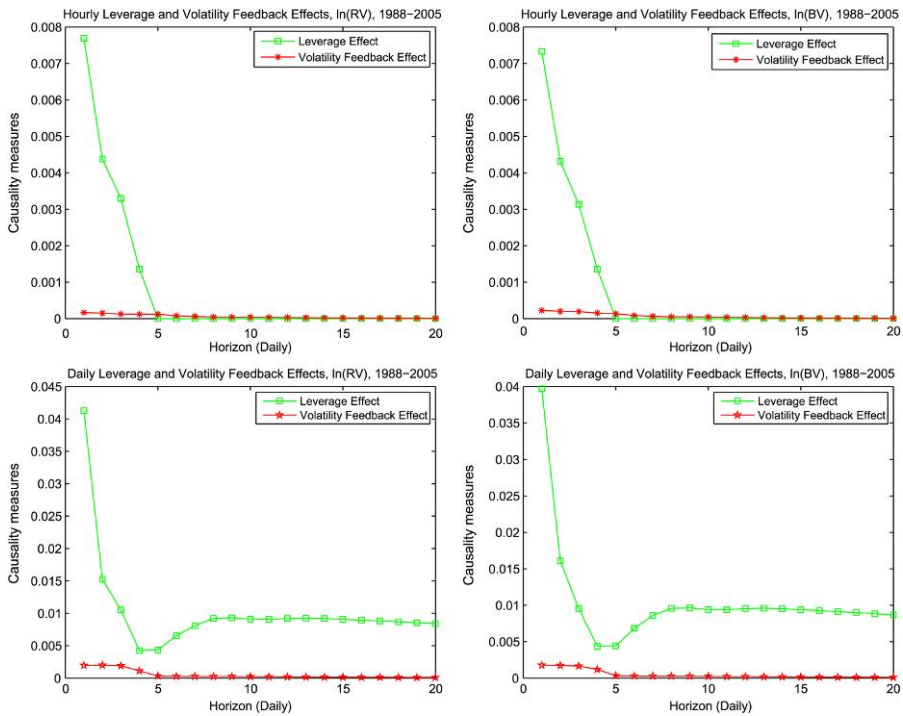 Hourly Leverage and Volatility Feedback Effects, ln(RV), 1988−2005
0.008
0.007
0.006
0.005
0.004
0.003
0.002
0.001
0
Causality measures
Leverage Effect
Volatility Feedback Effect
0
5
10
15
20
Horizon (Daily)
Hourly Leverage and Volatility Feedback Effects, ln(BV), 1988−2005
0.008
0.007
0.006
0.005
0.004
0.003
0.002
0.001
0
Causality measures
Leverage Effect
Volatility Feedback Effect
0
5
10
15
20
Horizon (Daily)
Daily Leverage and Volatility Feedback Effects, ln(RV), 1988−2005
0.045
0.04
0.035
0.03
0.025
0.02
0.015
0.01
0.005
0
Causality measures
Leverage Effect
Volatility Feedback Effect
0
5
10
15
20
Horizon (Daily)
Daily Leverage and Volatility Feedback Effects, ln(BV), 1988−2005
0.04
0.035
0.03
0.025
0.02
0.015
0.01
0.005
0
Causality measures
Leverage Effect
Volatility Feedback Effect
0
5
10
15
20
Horizon (Daily)